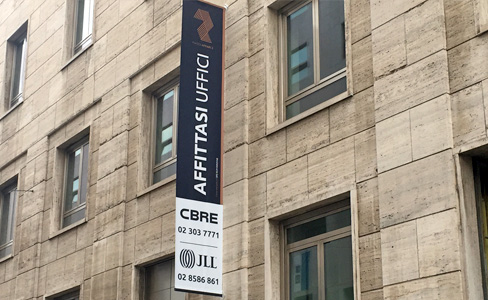 AFFITTASI UFFICI
CBRE
02 303 7771
JLL
02 8586 861